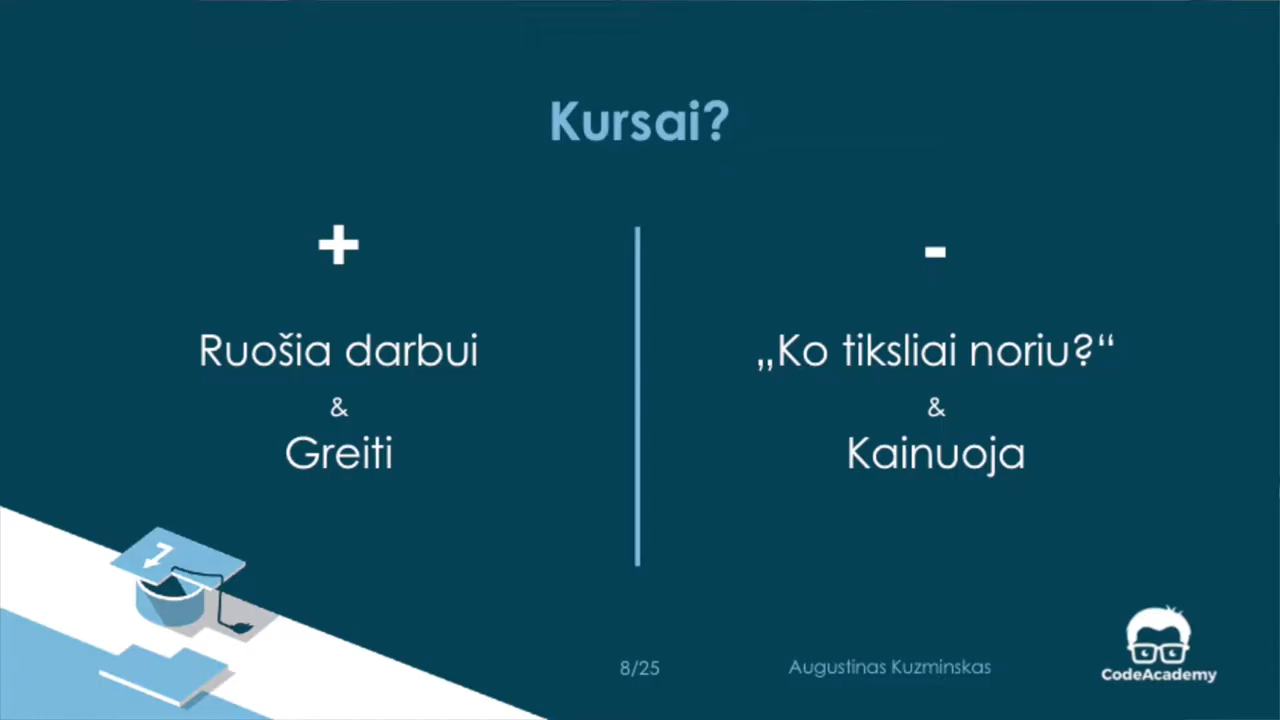 Kursai?
+
Ruošia darbui
&
Greiti
-
„Ko tiksliai noriu?“
&
Kainuoja
8/25
Augustinas Kuzminskas
CodeAcademy